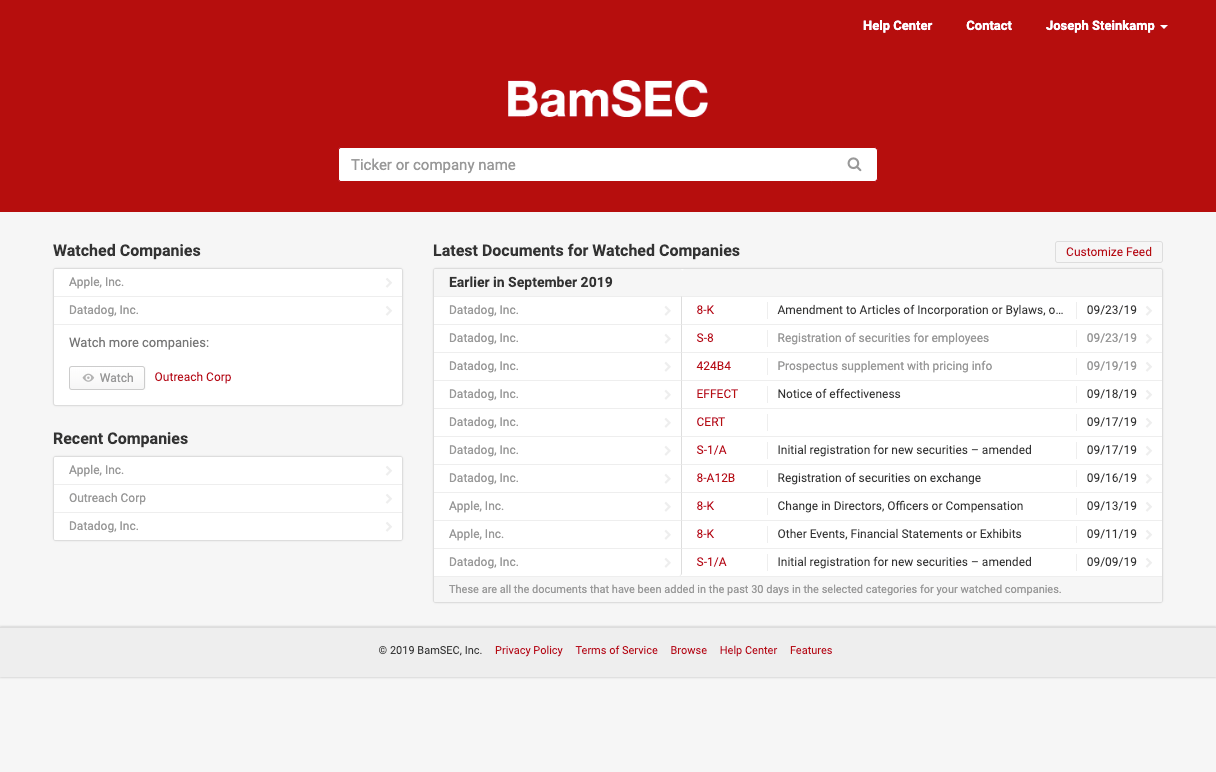 Help Center Contact Joseph Steinkamp
BamSEC
Ticker or company name
Watched Companies
Apple, Inc.
Datadog, Inc.
Watch more companies:
Watch Outreach Corp
Recent Companies
Apple, Inc.
Outreach Corp
Datadog, Inc.
Latest Documents for Watched Companies Customize Feed
Earlier in September 2019
Datadog, Inc. 8-K Amendment to Articles of Incorporation or Bylaws, o... 09/23/19
Datadog, Inc. S-8 Registration of securities for employees 09/23/19
Datadog, Inc. 424B4 Prospectus supplement with pricing info 09/19/19
Datadog, Inc. EFFECT Notice of effectiveness 09/18/19
Datadog, Inc. CERT 09/17/19
Datadog, Inc. S-1/A Initial registration for new securities – amended 09/17/19
Datadog, Inc. 8-A12B Registration of securities on exchange 09/16/19
Apple, Inc. 8-K Change in Directors, Officers or Compensation 09/13/19
Apple, Inc. 8-K Other Events, Financial Statements or Exhibits 09/11/19
Datadog, Inc. S-1/A Initial registration for new securities – amended 09/09/19
These are all the documents that have been added in the past 30 days in the selected categories for your watched companies.
© 2019 BamSEC, Inc. Privacy Policy Terms of Service Browse Help Center Features